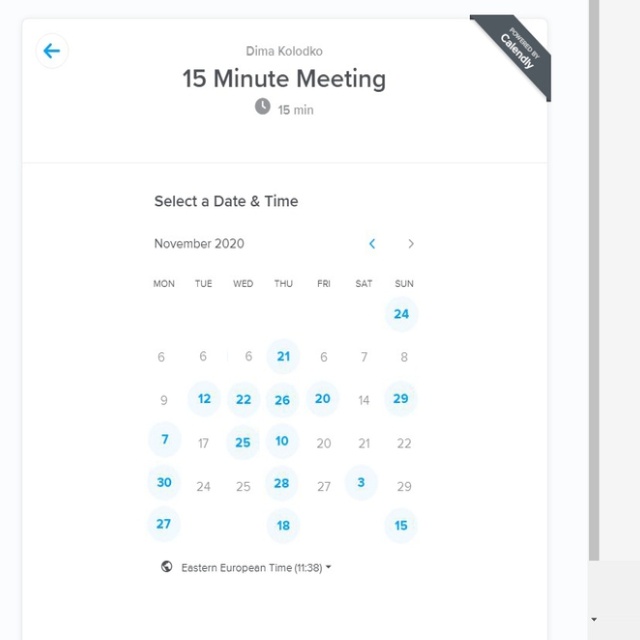 Dima Kolodko
POWERED BY
Calendly
15 Minute Meeting
15 min
Select a Date & Time
November 2020
MON TUE WED THU FRI SAT SUN
24
6 6 6 21 6 7 8
9 12 22 26 20 14 29
7 17 25 10 20 21 22
30 24 25 28 27 3 29
27 18 15
Eastern European Time (11:38)